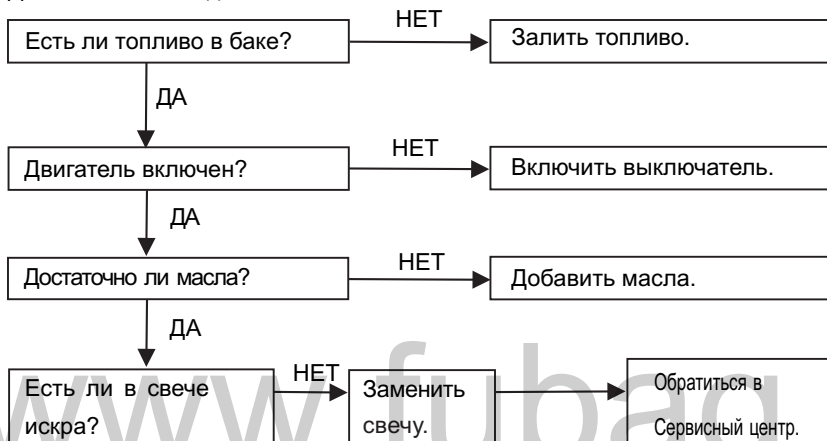 НЕТ
Есть ли топливо в баке?
Залить топливо.
ДА
НЕТ
Двигатель включен?
Включить выключатель.
ДА
НЕТ
Достаточно ли масла?
Добавить масла.
ДА
НЕТ
Есть ли в свече
искра?
Заменить
свечу.
Обратиться в
Сервисный центр.
www.fubag